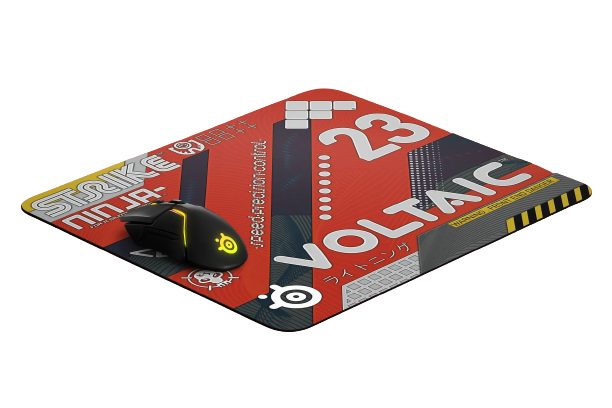 STRIKE
NINJA-
speed.precision.control
23
VOLTAIC
ライトニング